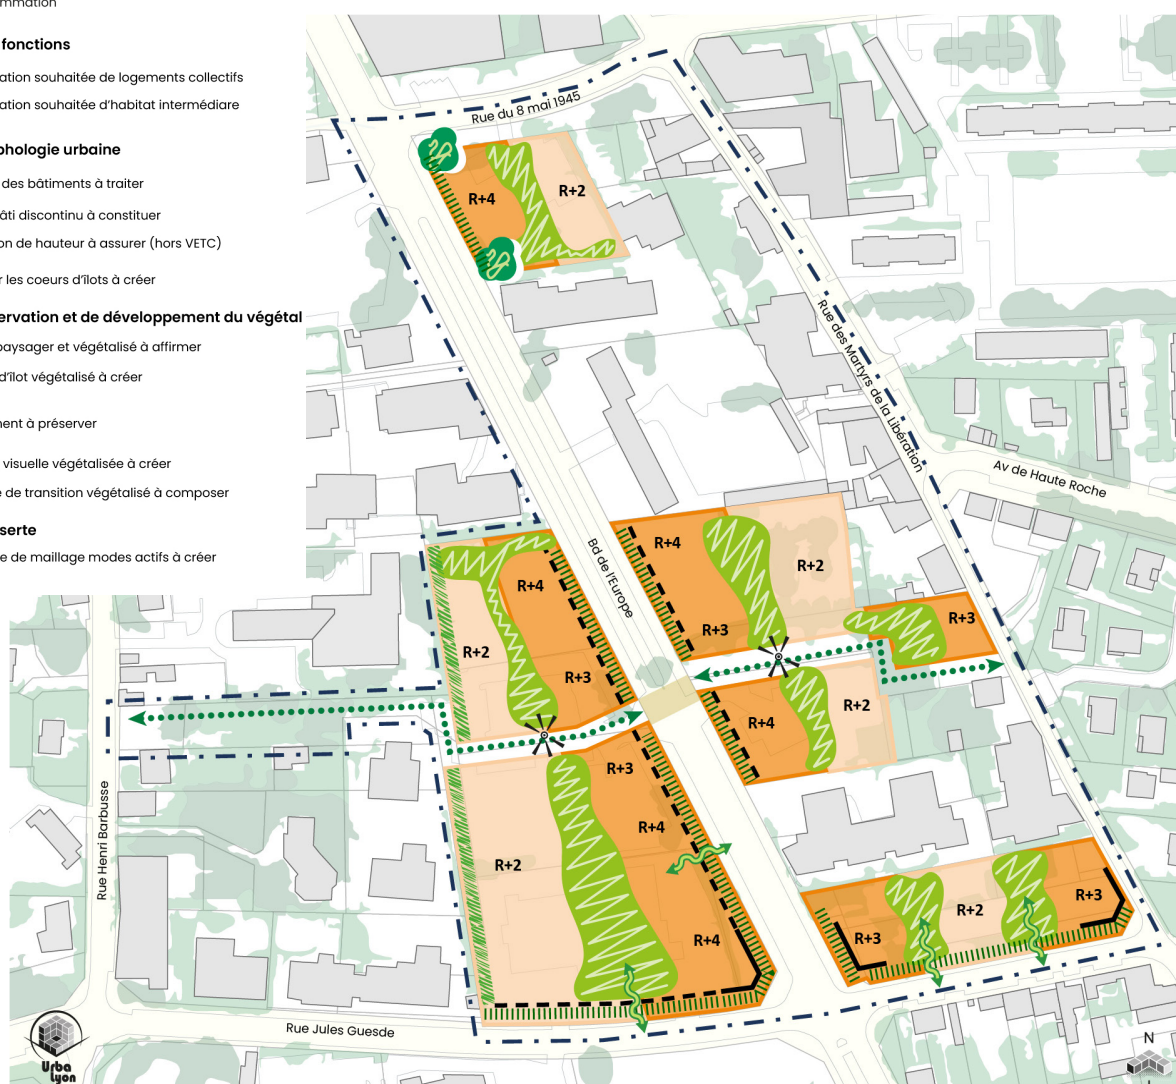 mmation
fonctions
ation souhaitée de logements collectifs
ation souhaitée d'habitat intermédiare
phologie urbaine
des bâtiments à traiter
âti discontinu à constituer
on de hauteur à assurer (hors VETC)
r les coeurs d'îlots à créer
ervation et de développement du végétal
paysager et végétalisé à affirmer
d'îlot végétalisé à créer
ment à préserver
visuelle végétalisée à créer
e de transition végétalisé à composer
serte
e de maillage modes actifs à créer
Rue du 8 mai 1945
R+4
R+2
Rue des Martyrs de la Libération
Av de Haute Roche
Bd de l'Europe
R+4
R+2
R+3
R+3
R+4
R+2
R+3
R+4
R+2
Rue Henri Barbusse
R+3
R+4
R+2
R+4
R+3
R+2
R+3
Rue Jules Guesde
Urba
Lyon
N